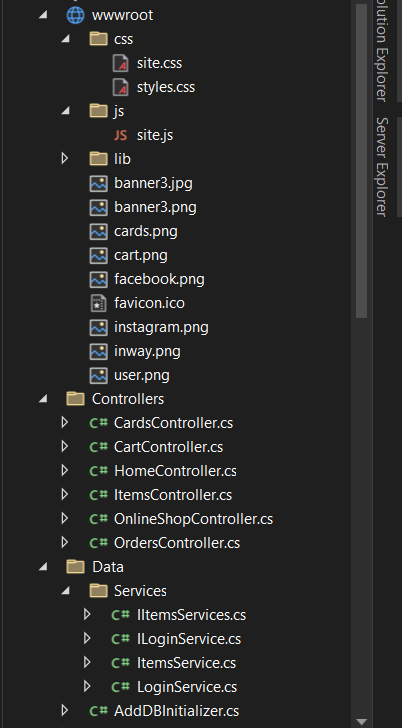 wwwroot
css
site.css
styles.css
js
JS site.js
lib
banner3.jpg
banner3.png
cards.png
cart.png
facebook.png
favicon.ico
instagram.png
inway.png
user.png
Controllers
C# CardsController.cs
C# CartController.cs
C# HomeController.cs
C# ItemsController.cs
C# OnlineShopController.cs
C# OrdersController.cs
Data
Services
C# IItemsServices.cs
C# ILoginService.cs
C# ItemsService.cs
C# LoginService.cs
C# AddDBInitializer.cs
Solution Explorer
Server Explorer